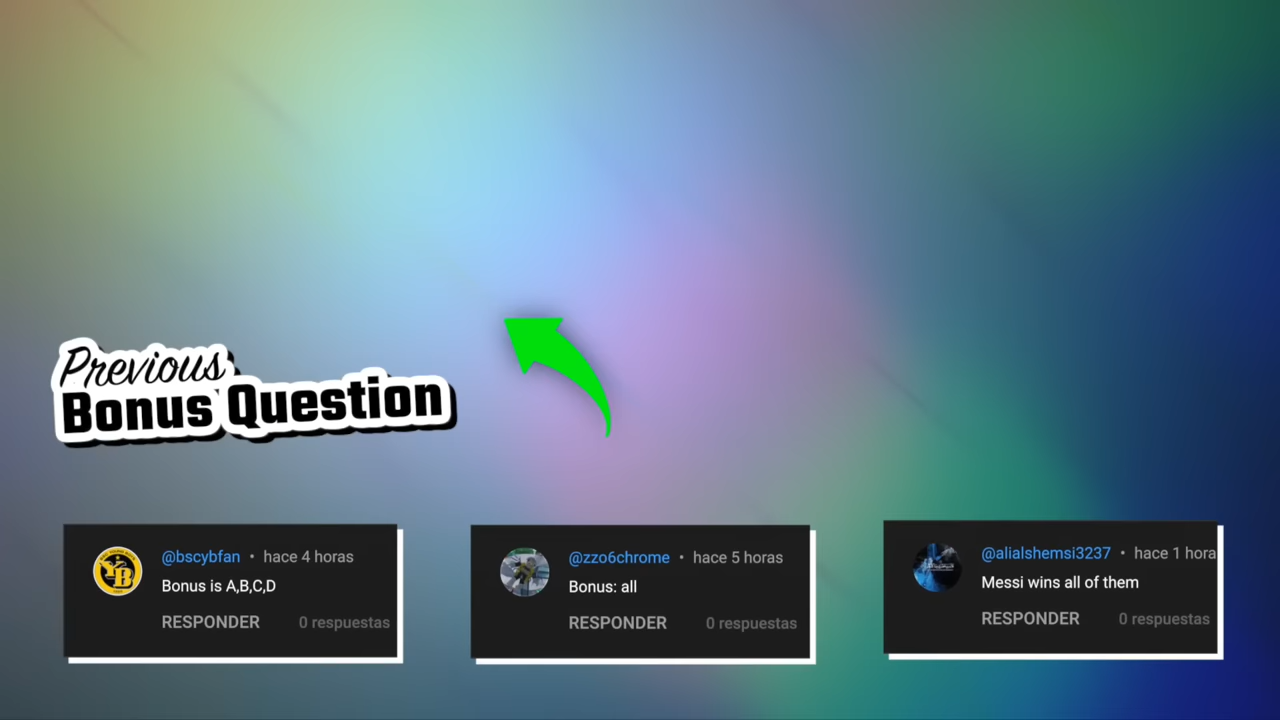 Previous
Bonus Question
@bscybfan • hace 4 horas
Bonus is A,B,C,D
RESPONDER 0 respuestas
@zzo6chrome • hace 5 horas
Bonus: all
RESPONDER 0 respuestas
@alialshemsi3237 • hace 1 hora
Messi wins all of them
RESPONDER 0 respuestas
YB